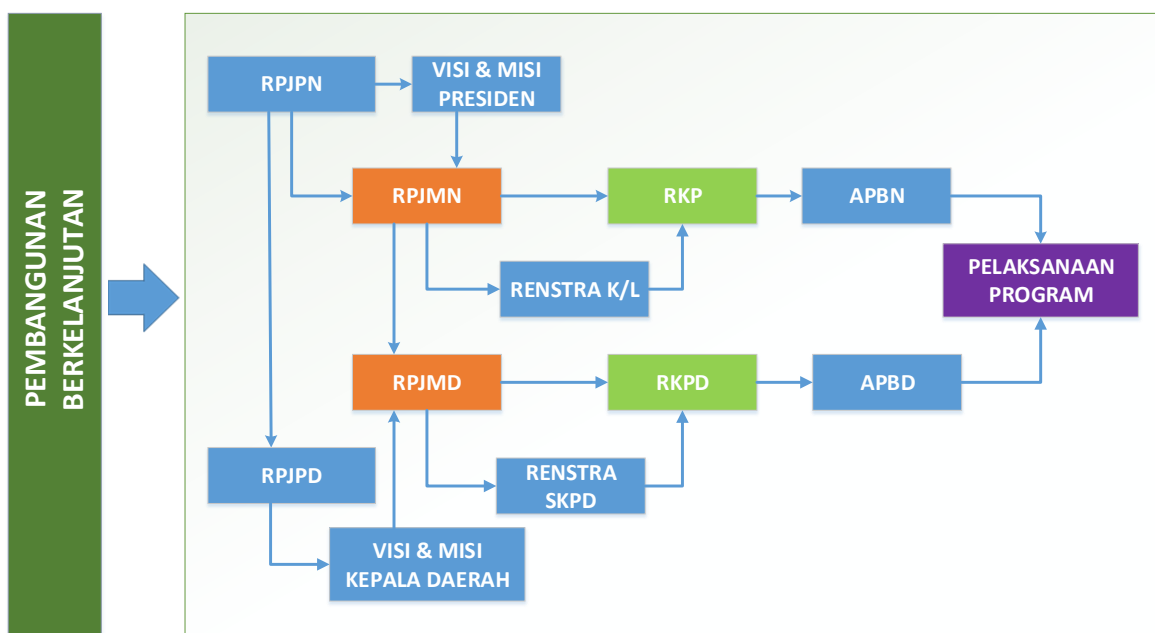 PEMBANGUNAN
BERKELANJUTAN
RPJPN
VISI & MISI
PRESIDEN
RPJMN
RKP
APBN
RENSTRA K/L
PELAKSANAAN
PROGRAM
RPJMD
RKPD
APBD
RPJPD
RENSTRA
SKPD
VISI & MISI
KEPALA DAERAH